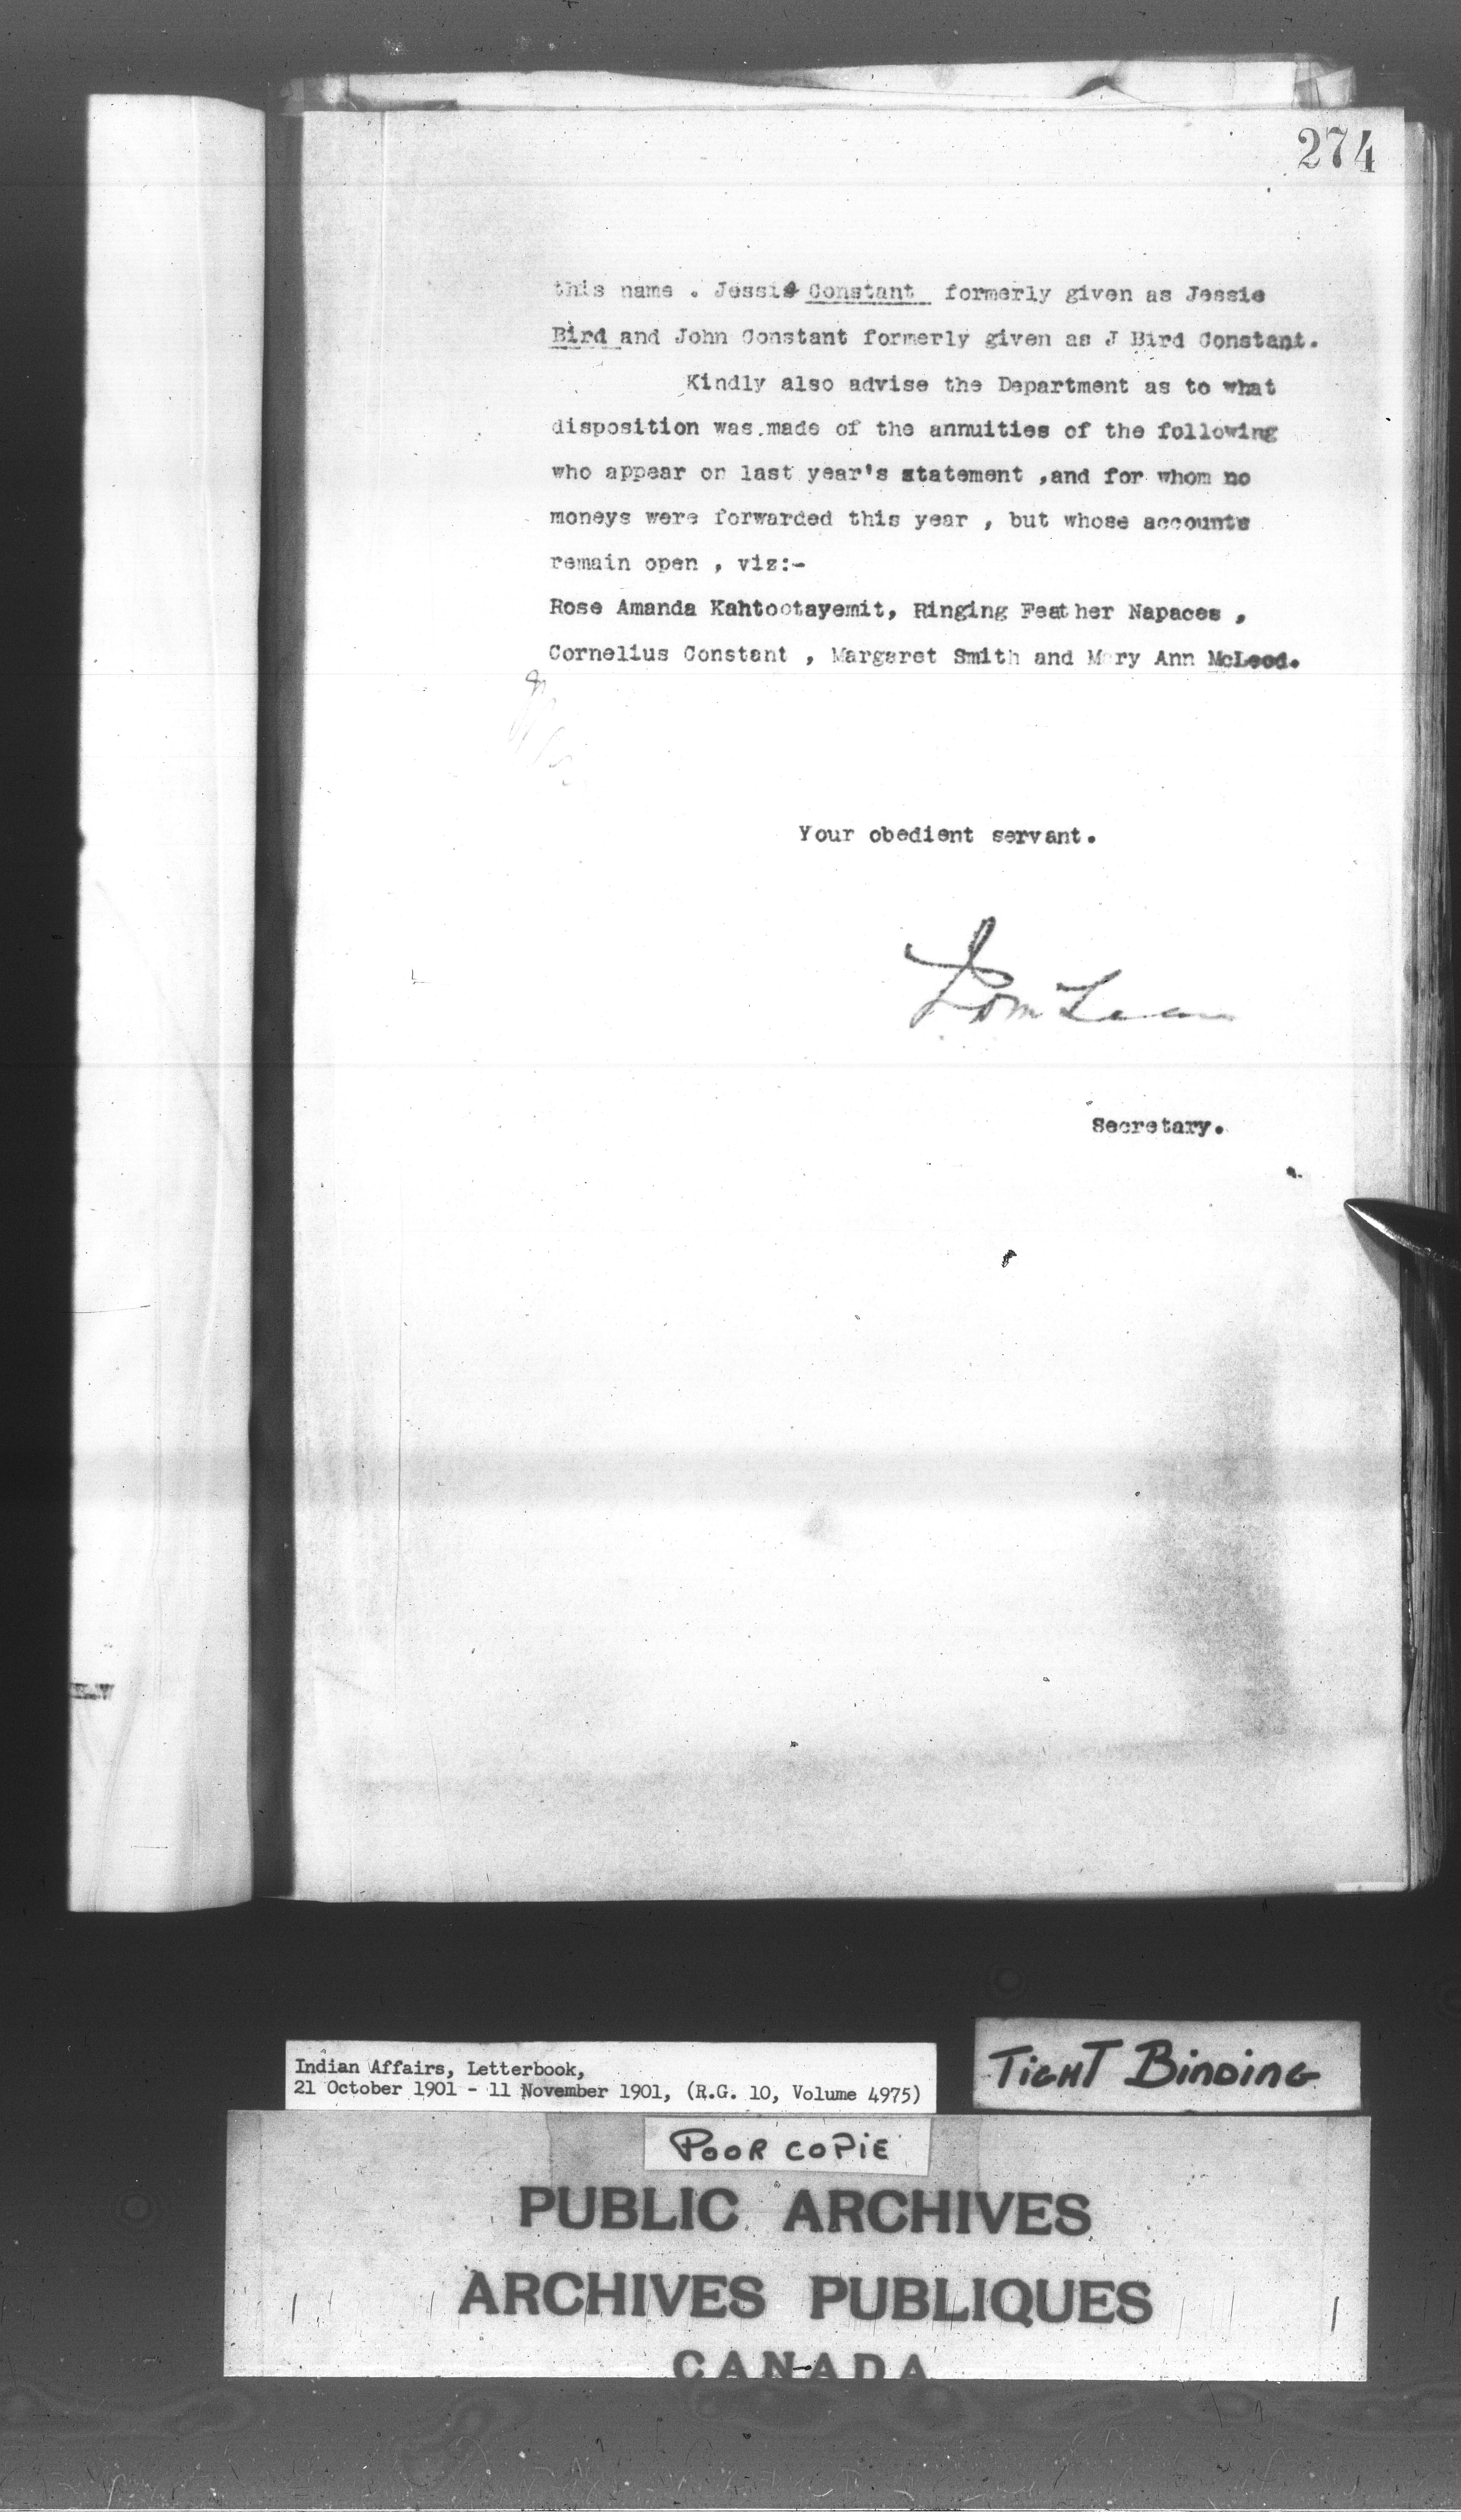 274
this name . Jessie Constant formerly given as Jessie
Bird and John Constant formerly given as J Bird Constant.
Kindly also advise the Department as to what
disposition was made of the annuities of the following
who appear on last year's statement ,and for whom no
moneys were forwarded this year , but whose accounts
remain open , viz:-
Rose Amanda Kahtootayemit, Ringing Feather Napaces ,
Cornelius Constant , Margaret Smith and Mary Ann McLeod.
Your obedient servant.
Secretary.
Indian Affairs, Letterbook,
21 October 1901 - 11 November 1901, (R.G. 10, Volume 4975)
TIGHT BINDING
POOR COPIE
PUBLIC ARCHIVES
ARCHIVES PUBLIQUES
CANADA